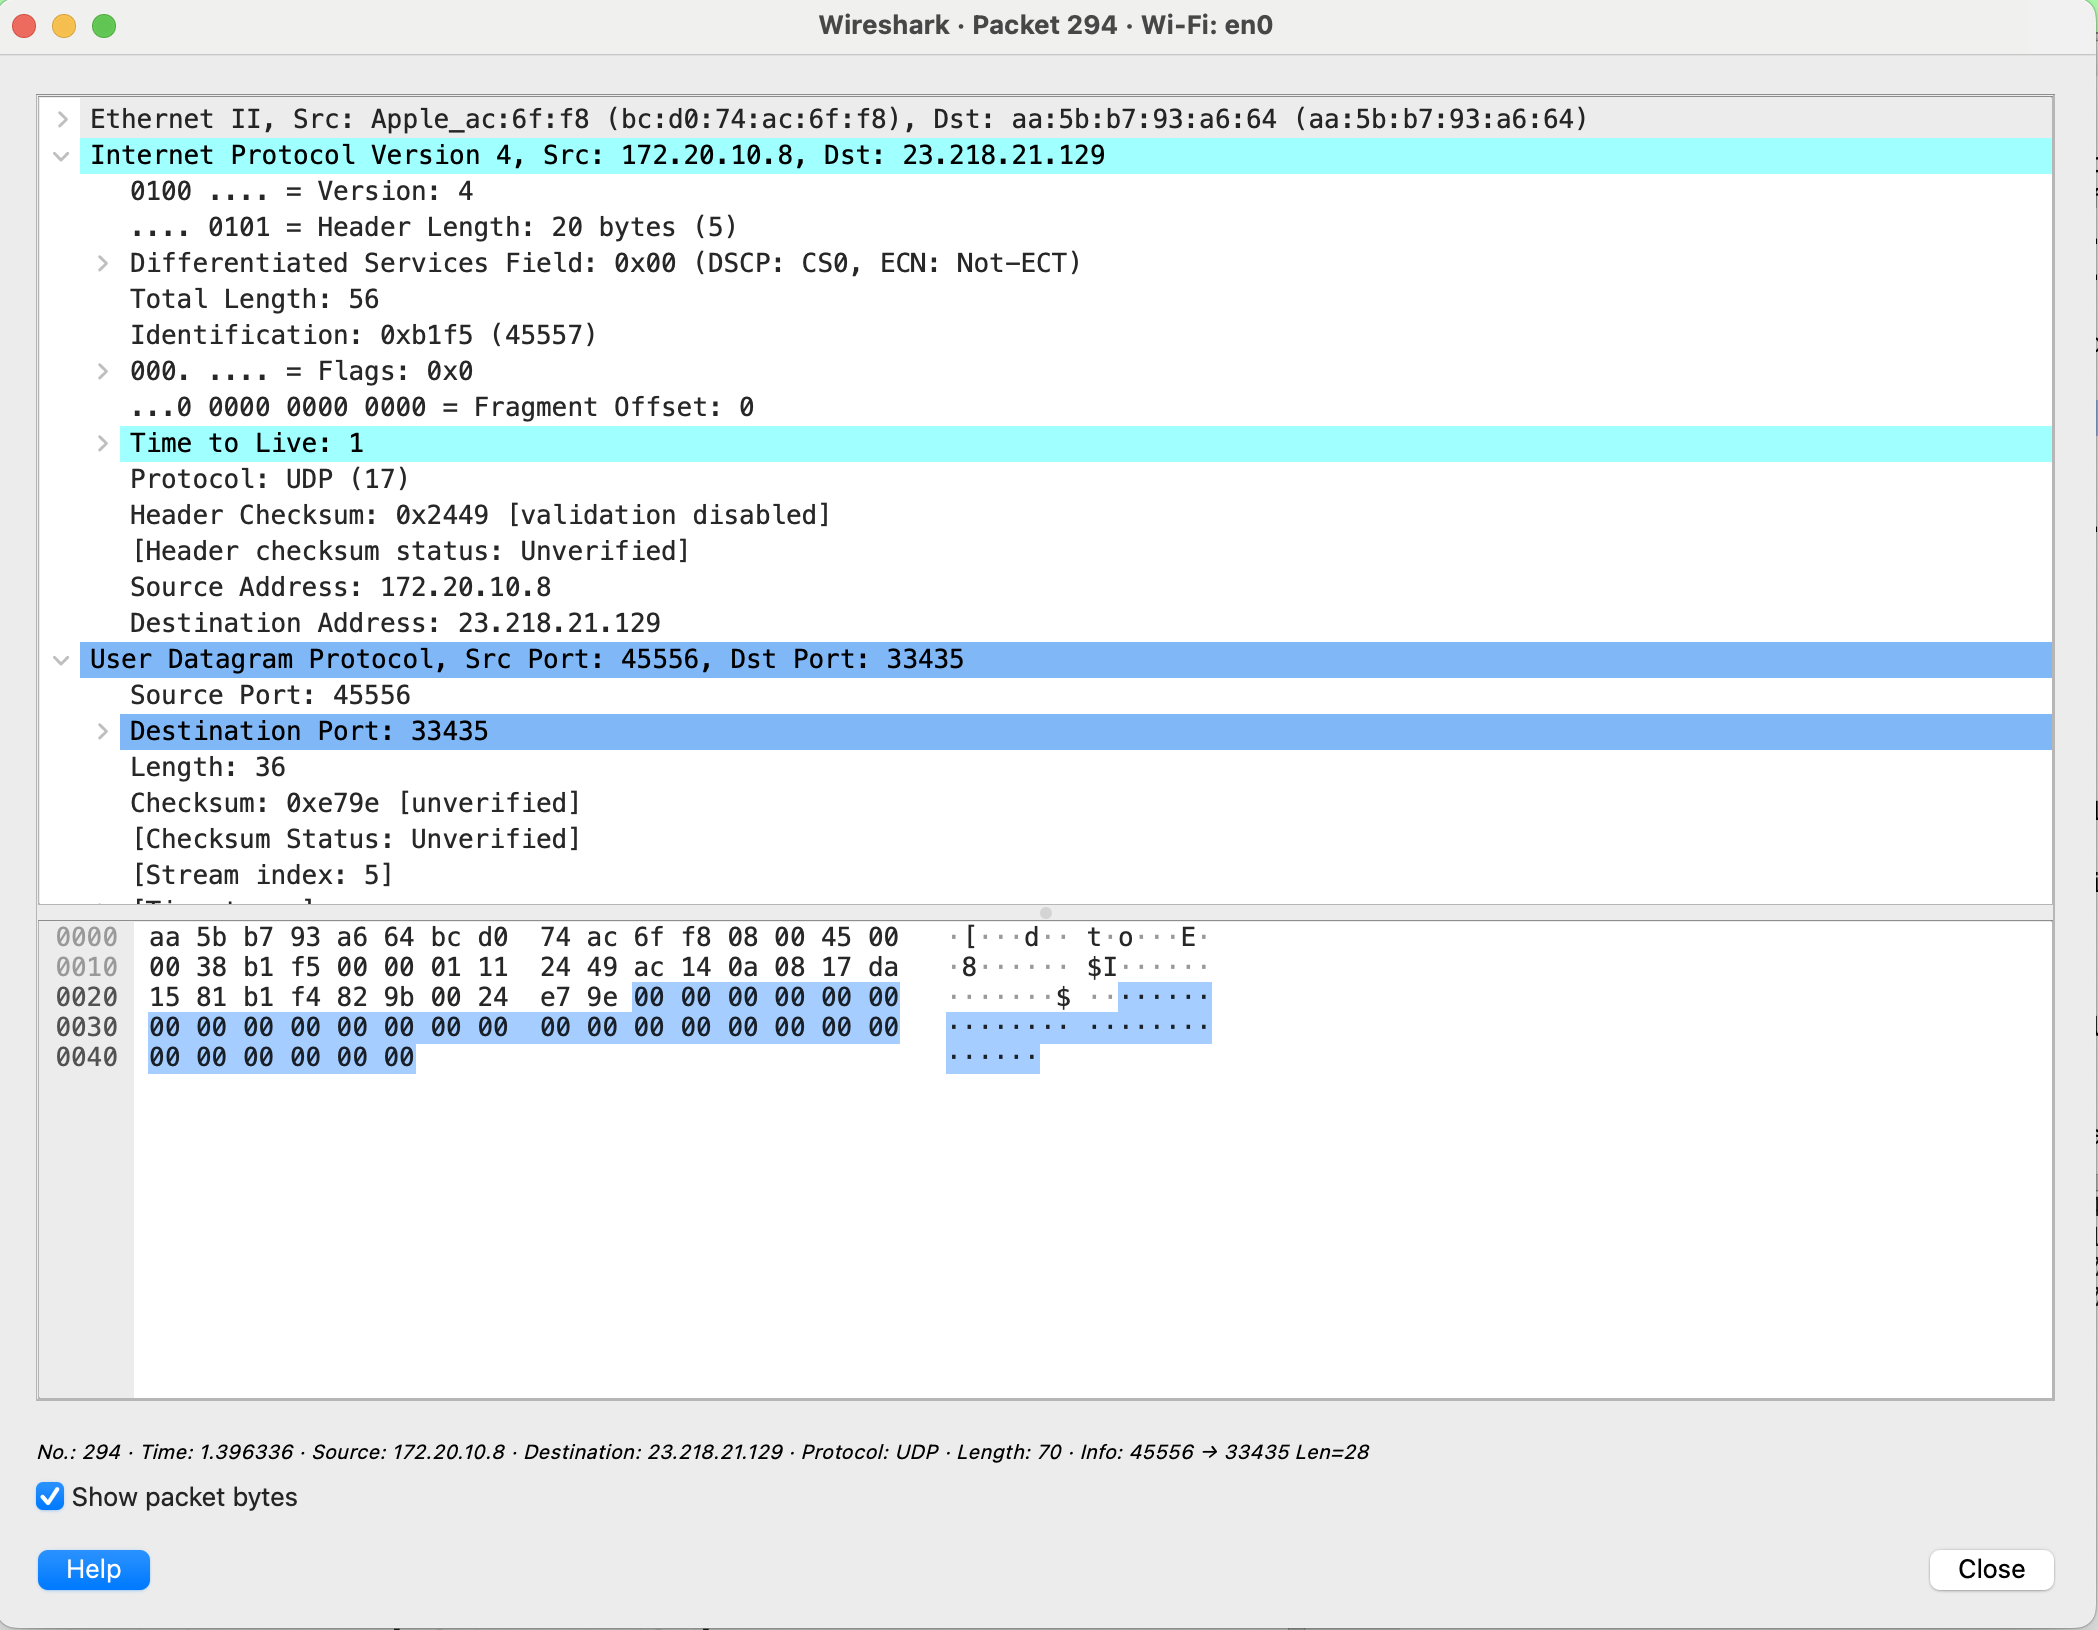 Wireshark · Packet 294 · Wi-Fi: en0
Ethernet II, Src: Apple_ac:6f:f8 (bc:d0:74:ac:6f:f8), Dst: aa:5b:b7:93:a6:64 (aa:5b:b7:93:a6:64)
Internet Protocol Version 4, Src: 172.20.10.8, Dst: 23.218.21.129
0100 .... = Version: 4
.... 0101 = Header Length: 20 bytes (5)
Differentiated Services Field: 0x00 (DSCP: CS0, ECN: Not-ECT)
Total Length: 56
Identification: 0xb1f5 (45557)
000. .... = Flags: 0x0
...0 0000 0000 0000 = Fragment Offset: 0
Time to Live: 1
Protocol: UDP (17)
Header Checksum: 0x2449 [validation disabled]
[Header checksum status: Unverified]
Source Address: 172.20.10.8
Destination Address: 23.218.21.129
User Datagram Protocol, Src Port: 45556, Dst Port: 33435
Source Port: 45556
Destination Port: 33435
Length: 36
Checksum: 0xe79e [unverified]
[Checksum Status: Unverified]
[Stream index: 5]
0000 aa 5b b7 93 a6 64 bc d0 74 ac 6f f8 08 00 45 00 ·[···d·· t·o···E·
0010 00 38 b1 f5 00 00 01 11 24 49 ac 14 0a 08 17 da ·8······ $I······
0020 15 81 b1 f4 82 9b 00 24 e7 9e 00 00 00 00 00 00 ·······$ ········
0030 00 00 00 00 00 00 00 00 00 00 00 00 00 00 00 00 ········ ········
0040 00 00 00 00 00 00 ······
No.: 294 · Time: 1.396336 · Source: 172.20.10.8 · Destination: 23.218.21.129 · Protocol: UDP · Length: 70 · Info: 45556 → 33435 Len=28
Show packet bytes
Help
Close